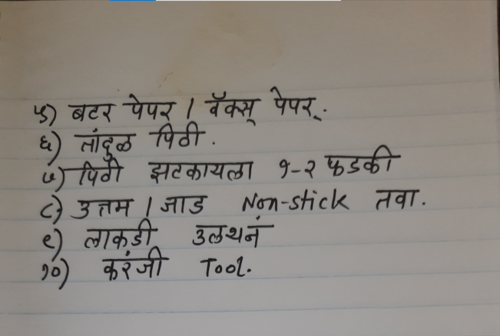 ५) बटर पेपर / वॅक्स् पेपर्.
६) तांदुळ पिठी.
७) पिठी झटकायला १-२ फडकी
८) उत्तम / जाड Non-stick तवा.
९) लाकडी उलथनं
१०) करंजी Tool.